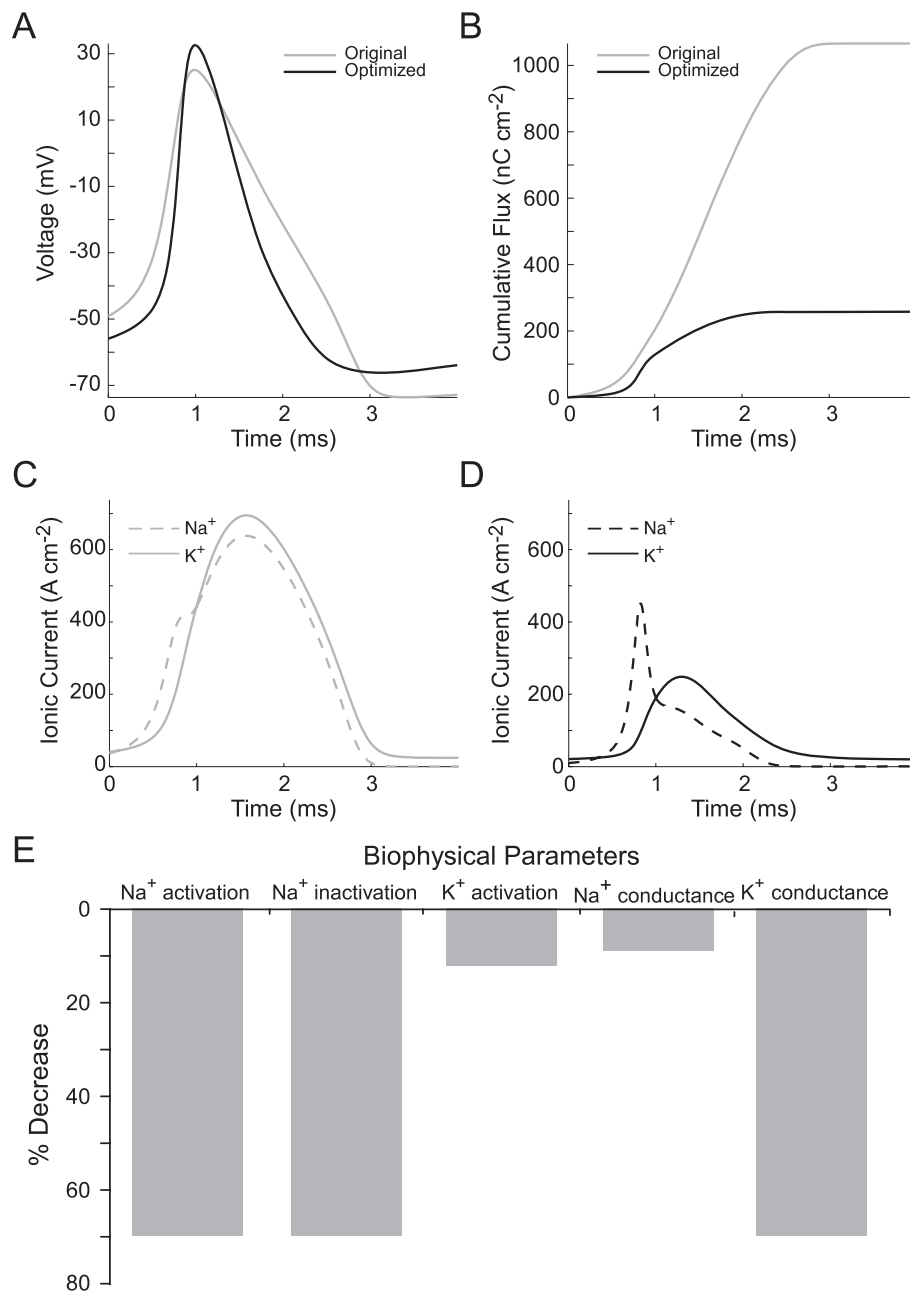 A
Voltage (mV)
30
10
-10
-30
-50
-70
Original
Optimized
0 1 2 3
Time (ms)
B
Cumulative Flux (nC cm-2)
1000
800
600
400
200
0
Original
Optimized
0 1 2 3
Time (ms)
C
Ionic Current (A cm-2)
600
400
200
0
Na+
K+
0 1 2 3
Time (ms)
D
Ionic Current (A cm-2)
600
400
200
0
Na+
K+
0 1 2 3
Time (ms)
E
Biophysical Parameters
Na+ activation Na+ inactivation K+ activation Na+ conductance K+ conductance
% Decrease
0
20
40
60
80